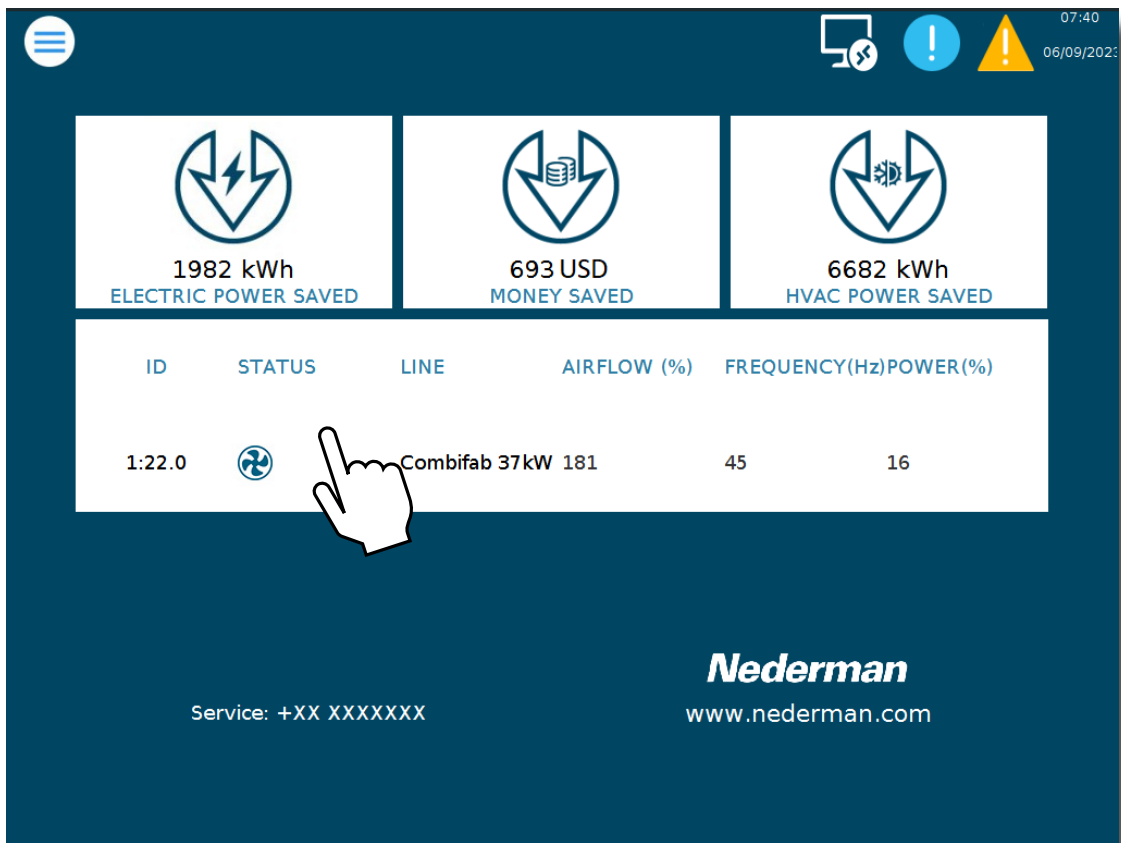 07:40
06/09/2023
1982 kWh
ELECTRIC POWER SAVED
693 USD
MONEY SAVED
6682 kWh
HVAC POWER SAVED
ID STATUS LINE AIRFLOW (%) FREQUENCY(Hz) POWER(%)
1:22.0 Combifab 37kW 181 45 16
Nederman
Service: +XX XXXXXXX www.nederman.com